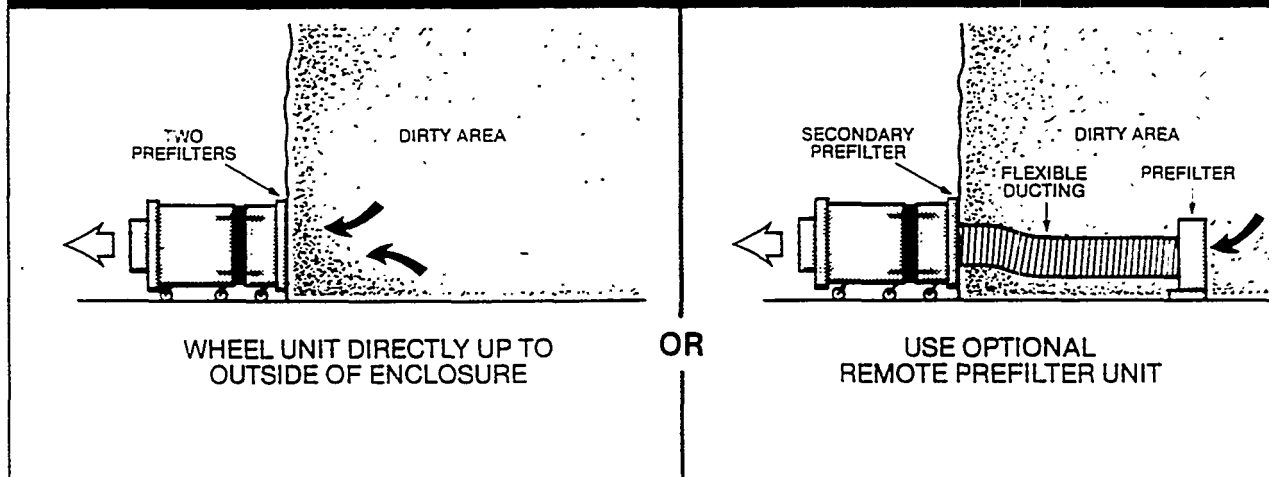 TWO
PREFILTERS
DIRTY AREA
WHEEL UNIT DIRECTLY UP TO
OUTSIDE OF ENCLOSURE
OR
SECONDARY
PREFILTER
DIRTY AREA
FLEXIBLE
DUCTING
PREFILTER
USE OPTIONAL
REMOTE PREFILTER UNIT